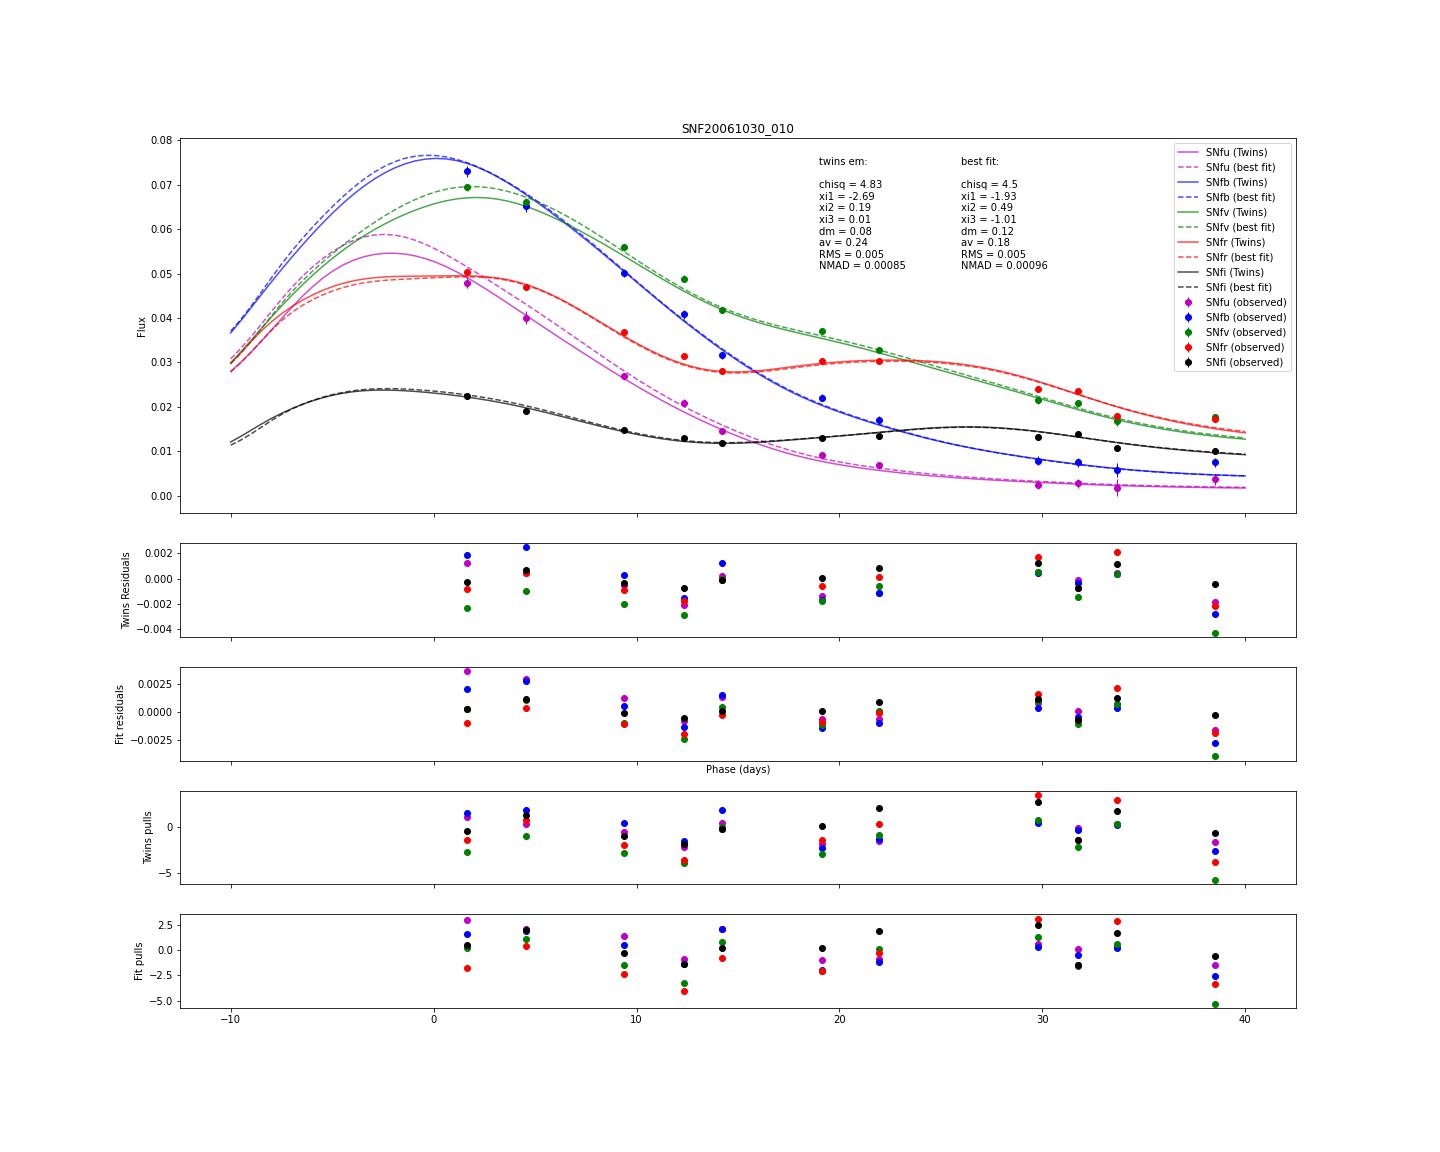 SNF20061030_010
0.08
0.07
0.06
0.05
0.04
0.03
0.02
0.01
0.00
Flux
twins em:
chisq = 4.83
xi1 = -2.69
xi2 = 0.19
xi3 = 0.01
dm = 0.08
av = 0.24
RMS = 0.005
NMAD = 0.00085
best fit:
chisq = 4.5
xi1 = -1.93
xi2 = 0.49
xi3 = -1.01
dm = 0.12
av = 0.18
RMS = 0.005
NMAD = 0.00096
SNfu (Twins)
SNfu (best fit)
SNfb (Twins)
SNfb (best fit)
SNfv (Twins)
SNfv (best fit)
SNfr (Twins)
SNfr (best fit)
SNfi (Twins)
SNfi (best fit)
SNfu (observed)
SNfb (observed)
SNfv (observed)
SNfr (observed)
SNfi (observed)
0.002
0.000
−0.002
−0.004
Twins Residuals
0.0025
0.0000
−0.0025
Fit residuals
Phase (days)
0
−5
Twins pulls
2.5
0.0
−2.5
−5.0
Fit pulls
−10 0 10 20 30 40